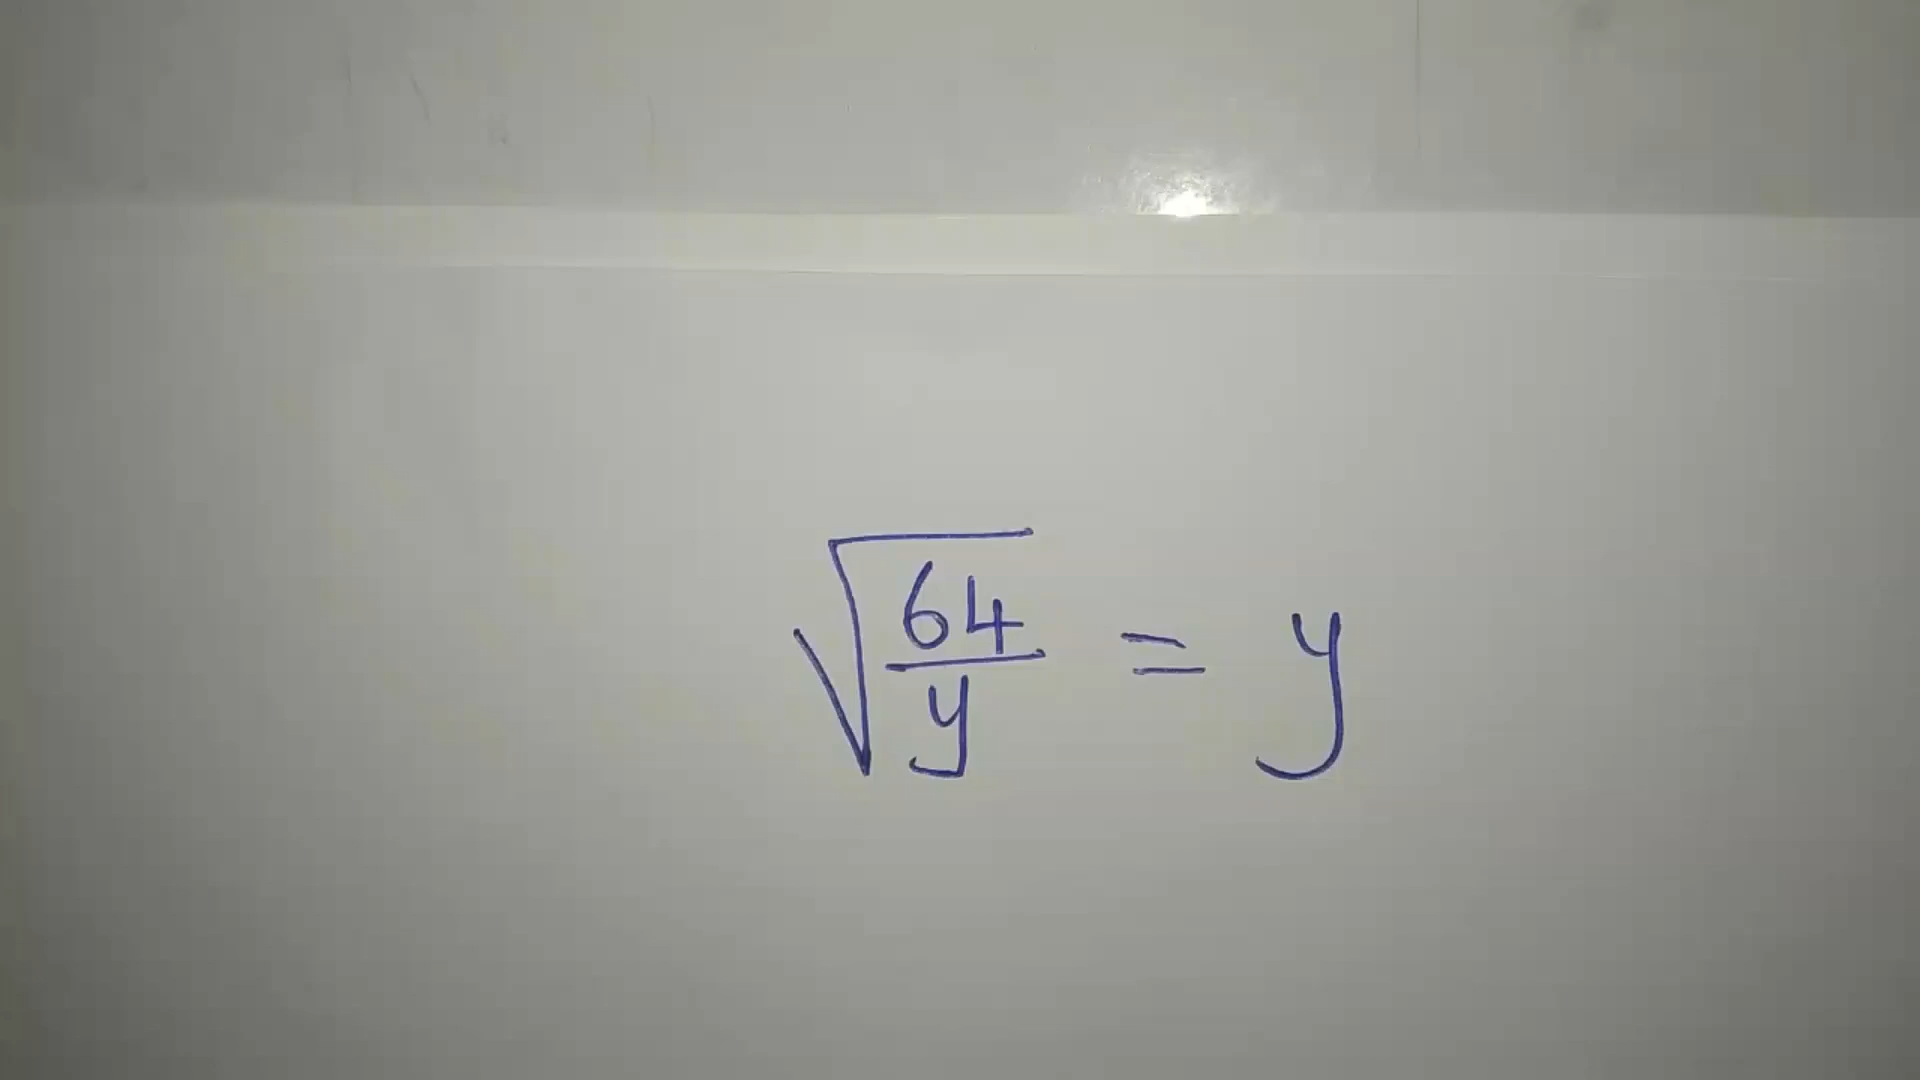 √(64/y) = y